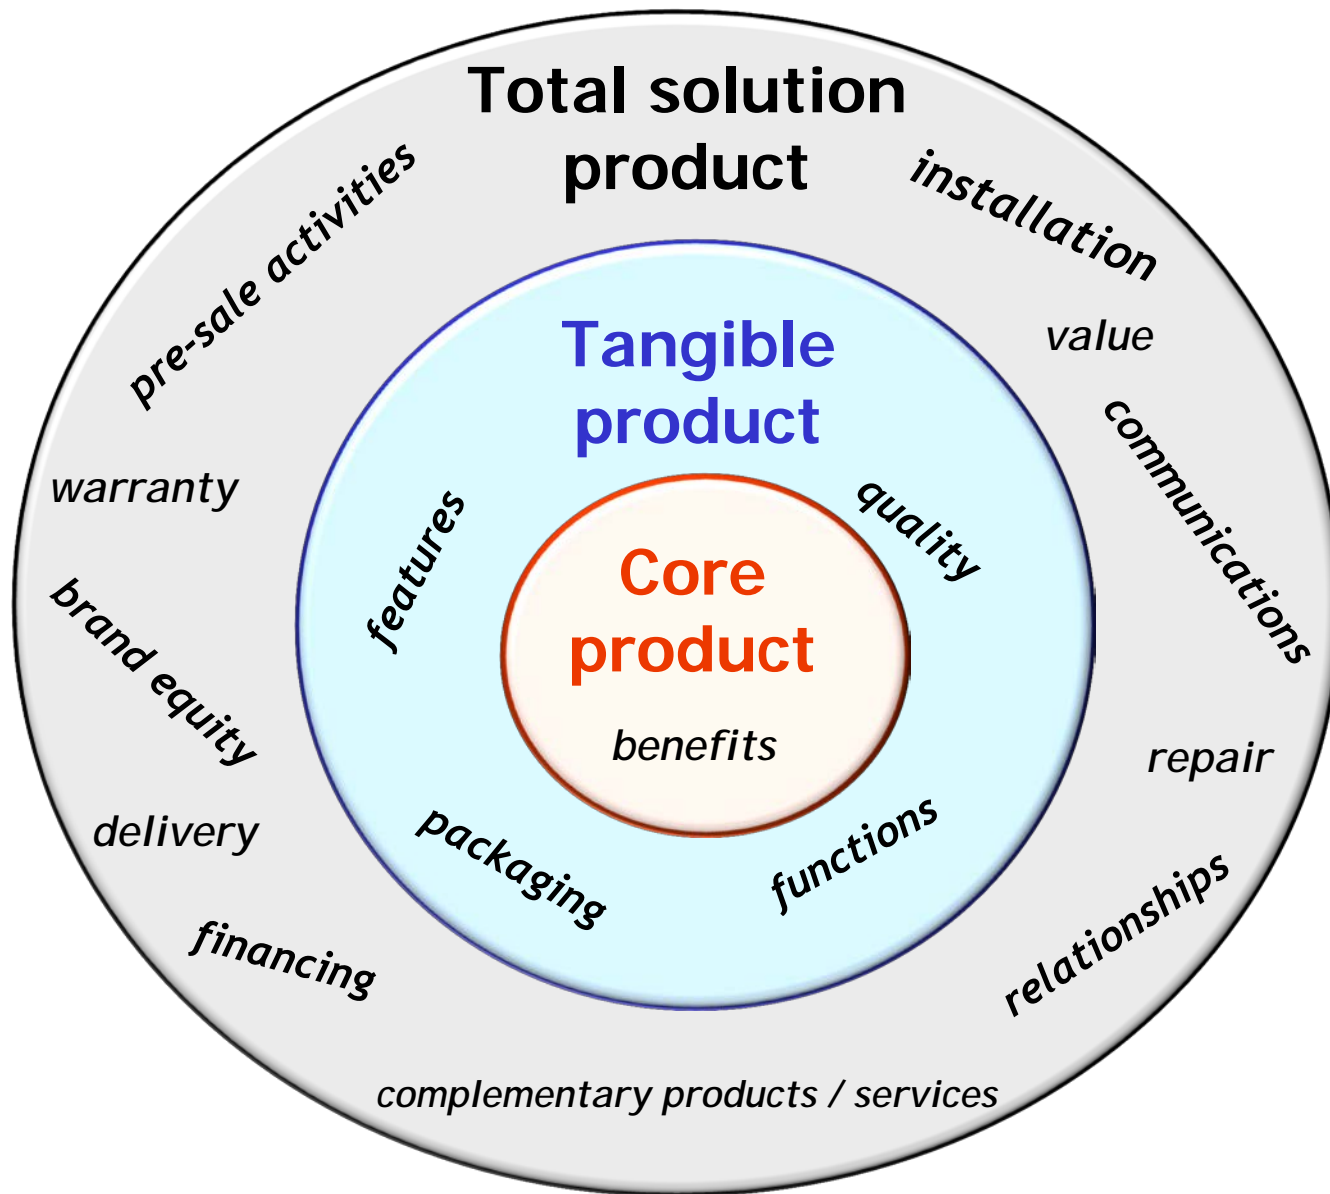 Total solution
product
pre-sale activities
installation
value
communications
warranty
brand equity
delivery
financing
repair
relationships
complementary products / services
Tangible
product
features
quality
packaging
functions
Core
product
benefits